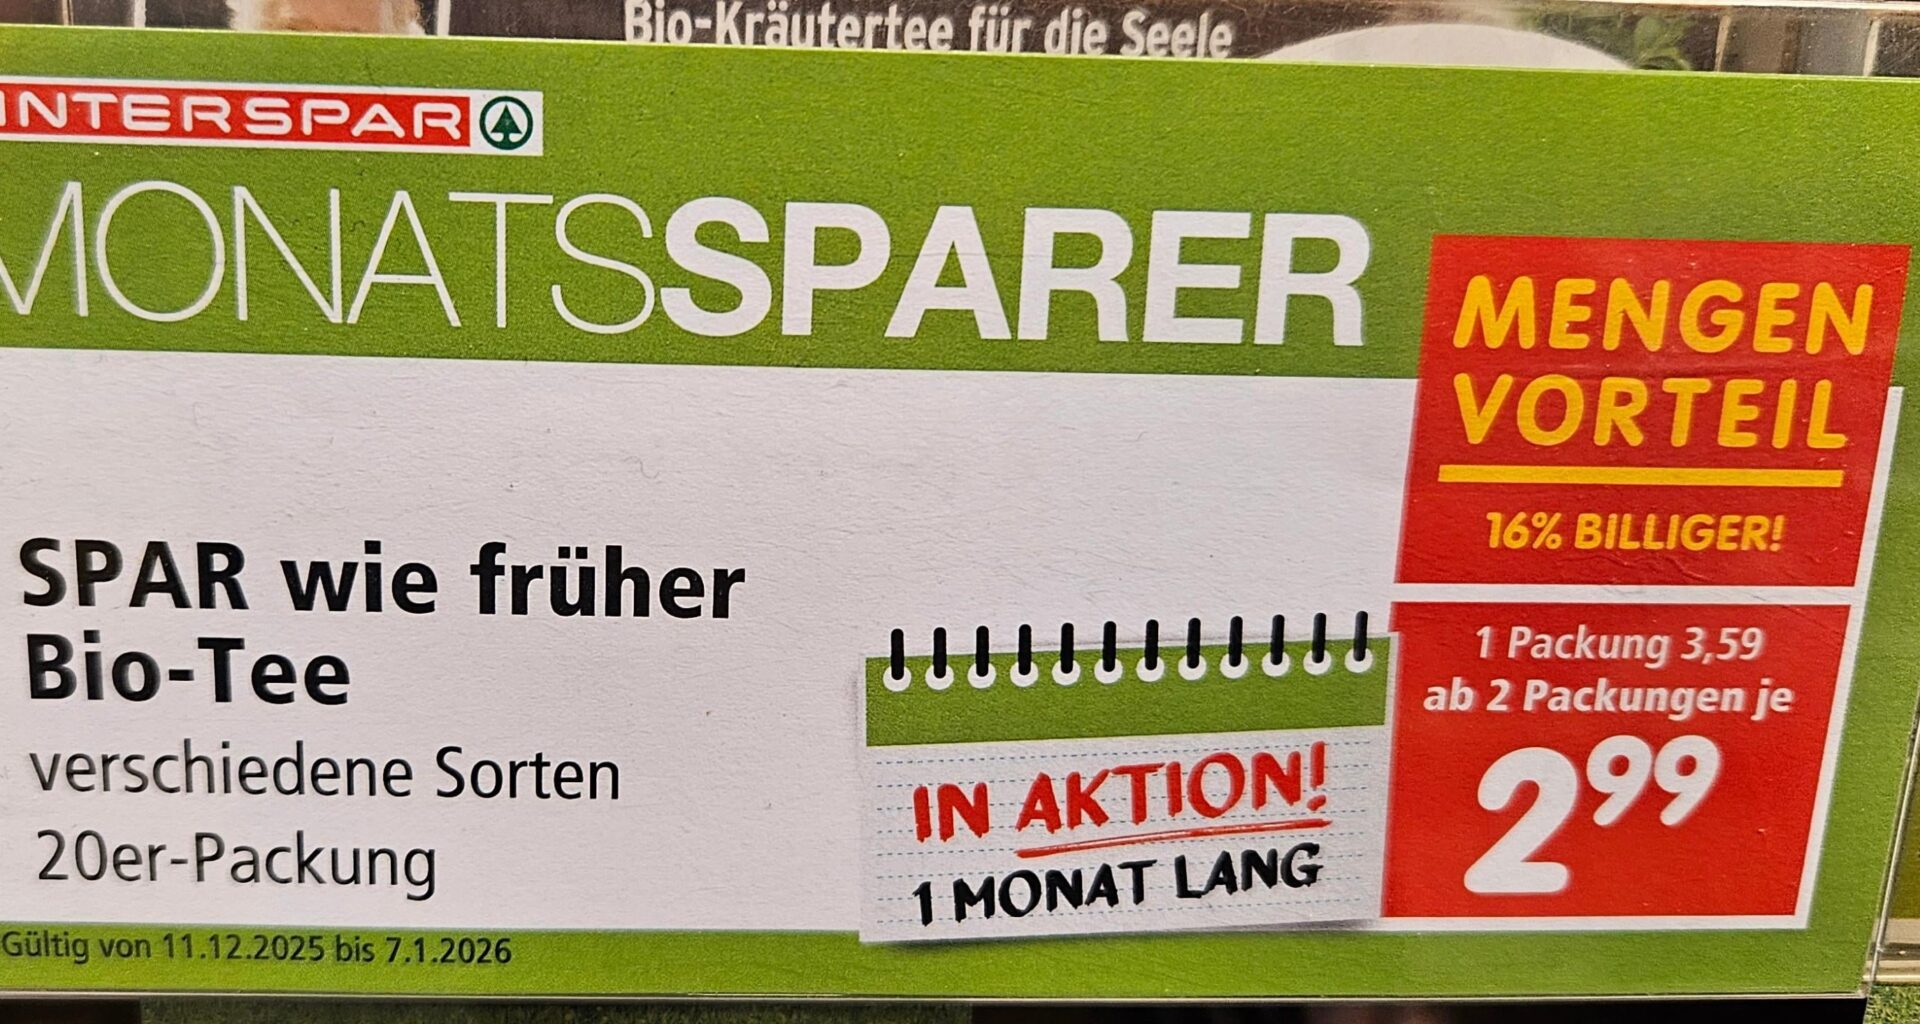 Bio-Kräutertee für die Seele
INTERSPAR
MONATSSPARER
MENGEN
VORTEIL
16% BILLIGER!
SPAR wie früher
Bio-Tee
verschiedene Sorten
20er-Packung
IN AKTION!
1 MONAT LANG
1 Packung 3,59
ab 2 Packungen je
2 99
Gültig von 11.12.2025 bis 7.1.2026